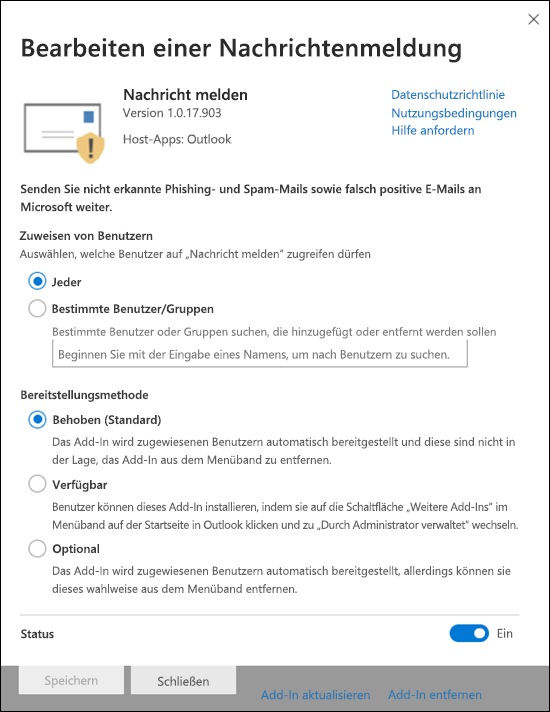 Bearbeiten einer Nachrichtenmeldung
Nachricht melden
Version 1.0.17.903
Host-Apps: Outlook
Datenschutzrichtlinie
Nutzungsbedingungen
Hilfe anfordern
Senden Sie nicht erkannte Phishing- und Spam-Mails sowie falsch positive E-Mails an
Microsoft weiter.
Zuweisen von Benutzern
Auswählen, welche Benutzer auf „Nachricht melden“ zugreifen dürfen
Jeder
Bestimmte Benutzer/Gruppen
Bestimmte Benutzer oder Gruppen suchen, die hinzugefügt oder entfernt werden sollen
Beginnen Sie mit der Eingabe eines Namens, um nach Benutzern zu suchen.
Bereitstellungsmethode
Behoben (Standard)
Das Add-In wird zugewiesenen Benutzern automatisch bereitgestellt und diese sind nicht in
der Lage, das Add-In aus dem Menüband zu entfernen.
Verfügbar
Benutzer können dieses Add-In installieren, indem sie auf die Schaltfläche „Weitere Add-Ins“ im
Menüband auf der Startseite in Outlook klicken und zu „Durch Administrator verwaltet“ wechseln.
Optional
Das Add-In wird zugewiesenen Benutzern automatisch bereitgestellt, allerdings können sie
dieses wahlweise aus dem Menüband entfernen.
Status
Ein
Speichern
Schließen
Add-In aktualisieren
Add-In entfernen